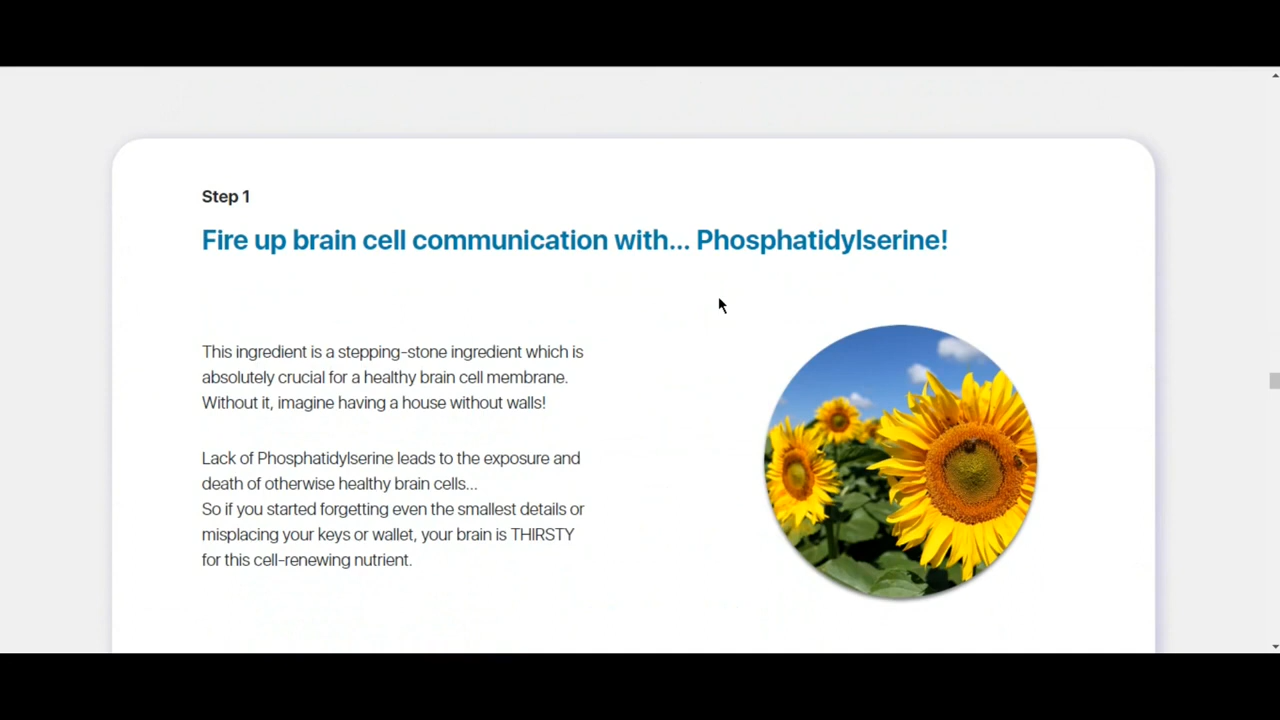 Step 1
Fire up brain cell communication with... Phosphatidylserine!
This ingredient is a stepping-stone ingredient which is
absolutely crucial for a healthy brain cell membrane.
Without it, imagine having a house without walls!
Lack of Phosphatidylserine leads to the exposure and
death of otherwise healthy brain cells...
So if you started forgetting even the smallest details or
misplacing your keys or wallet, your brain is THIRSTY
for this cell-renewing nutrient.